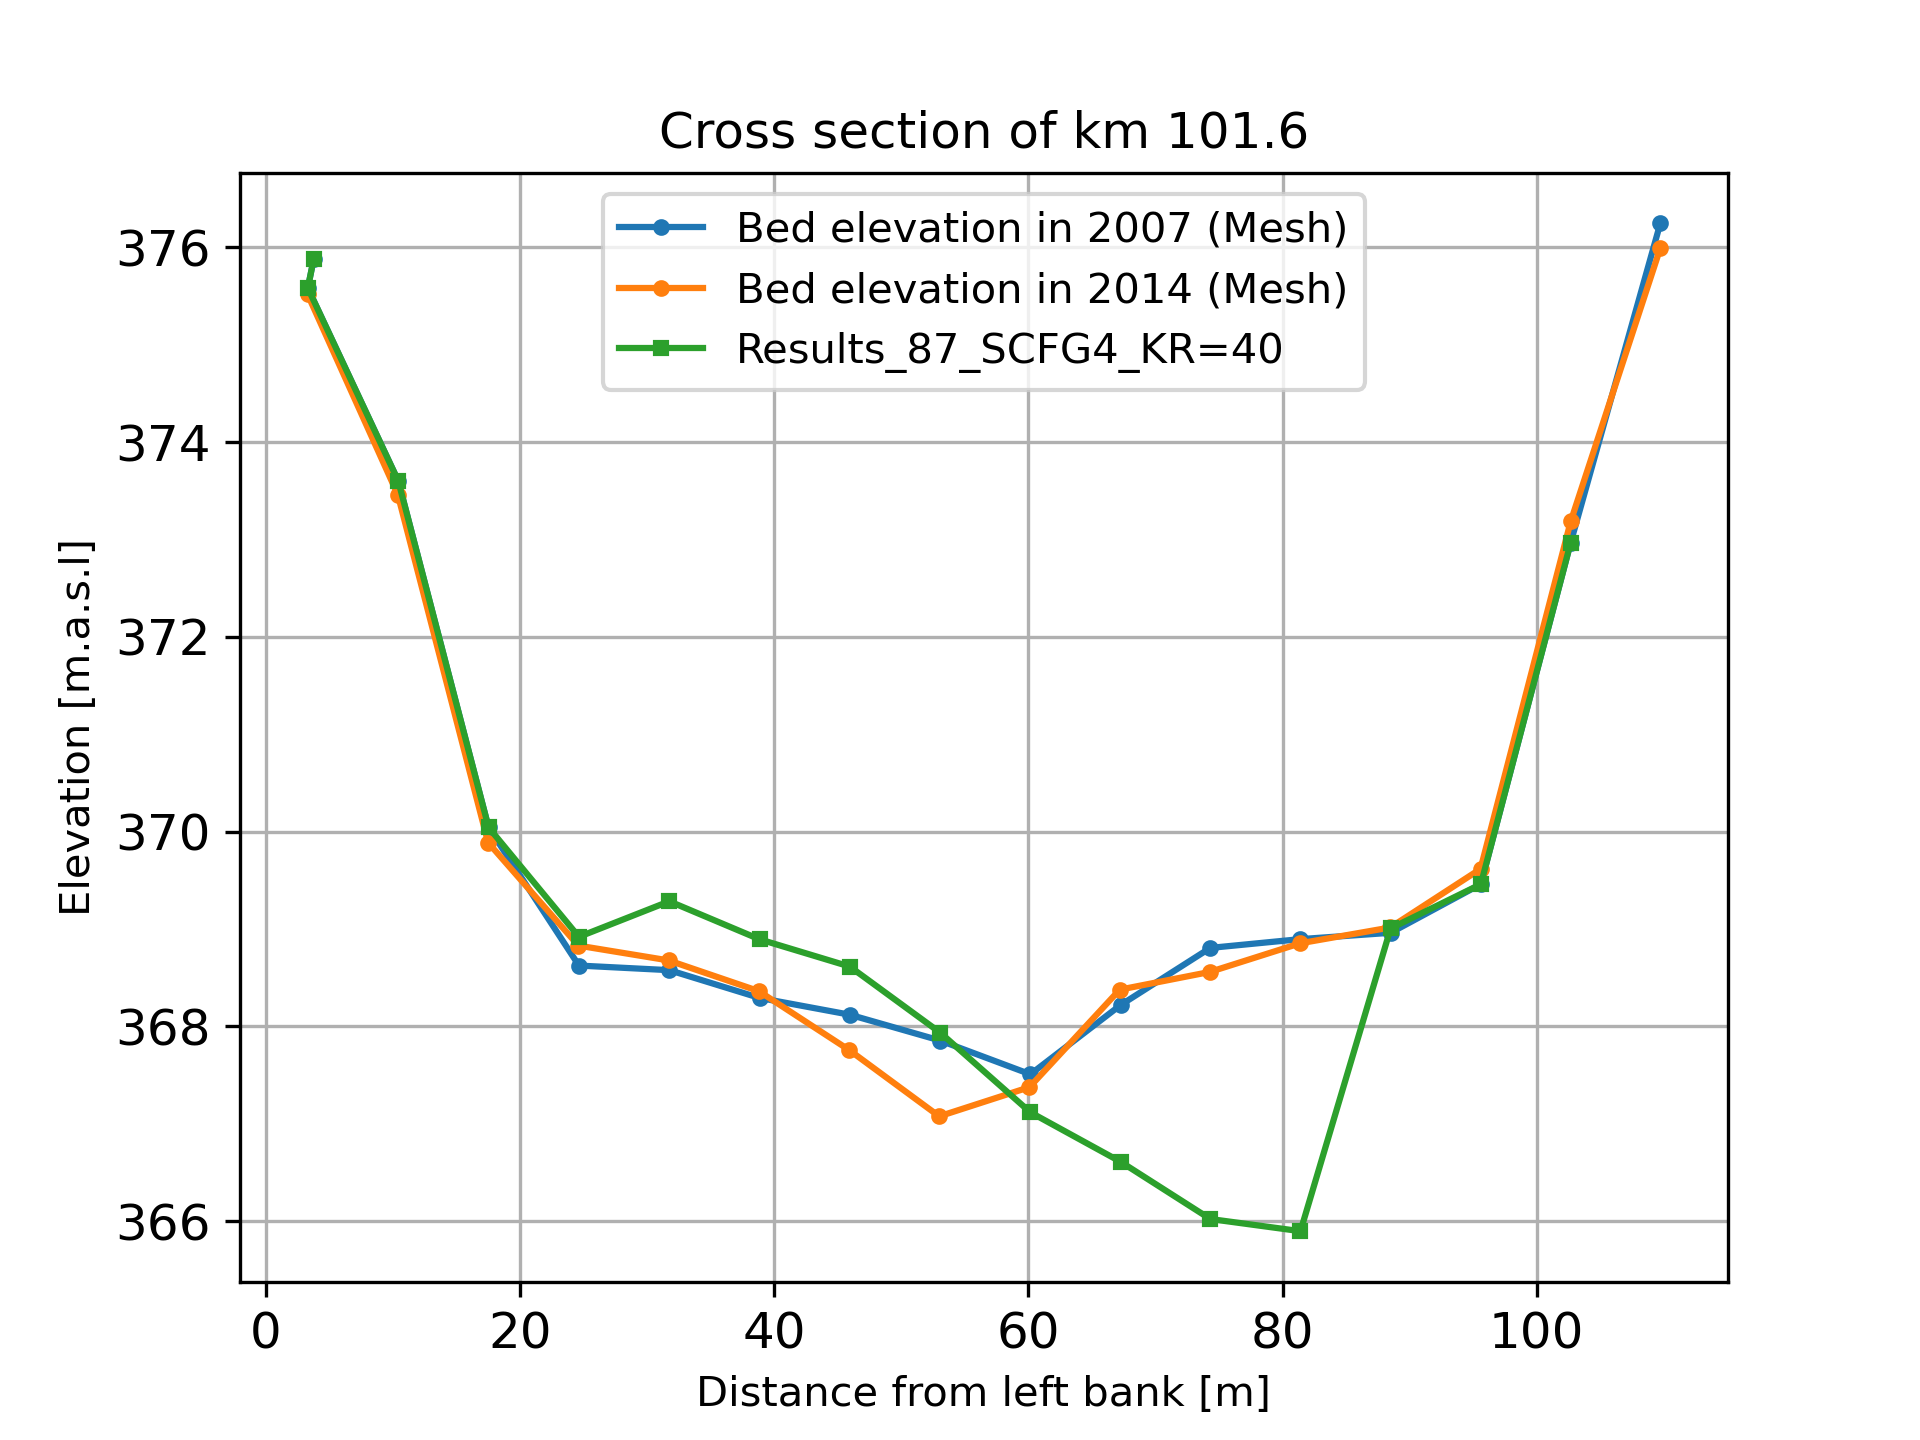 Cross section of km 101.6
Bed elevation in 2007 (Mesh)
Bed elevation in 2014 (Mesh)
Results_87_SCFG4_KR=40
376
374
372
370
368
366
Elevation [m.a.s.l]
0 20 40 60 80 100
Distance from left bank [m]